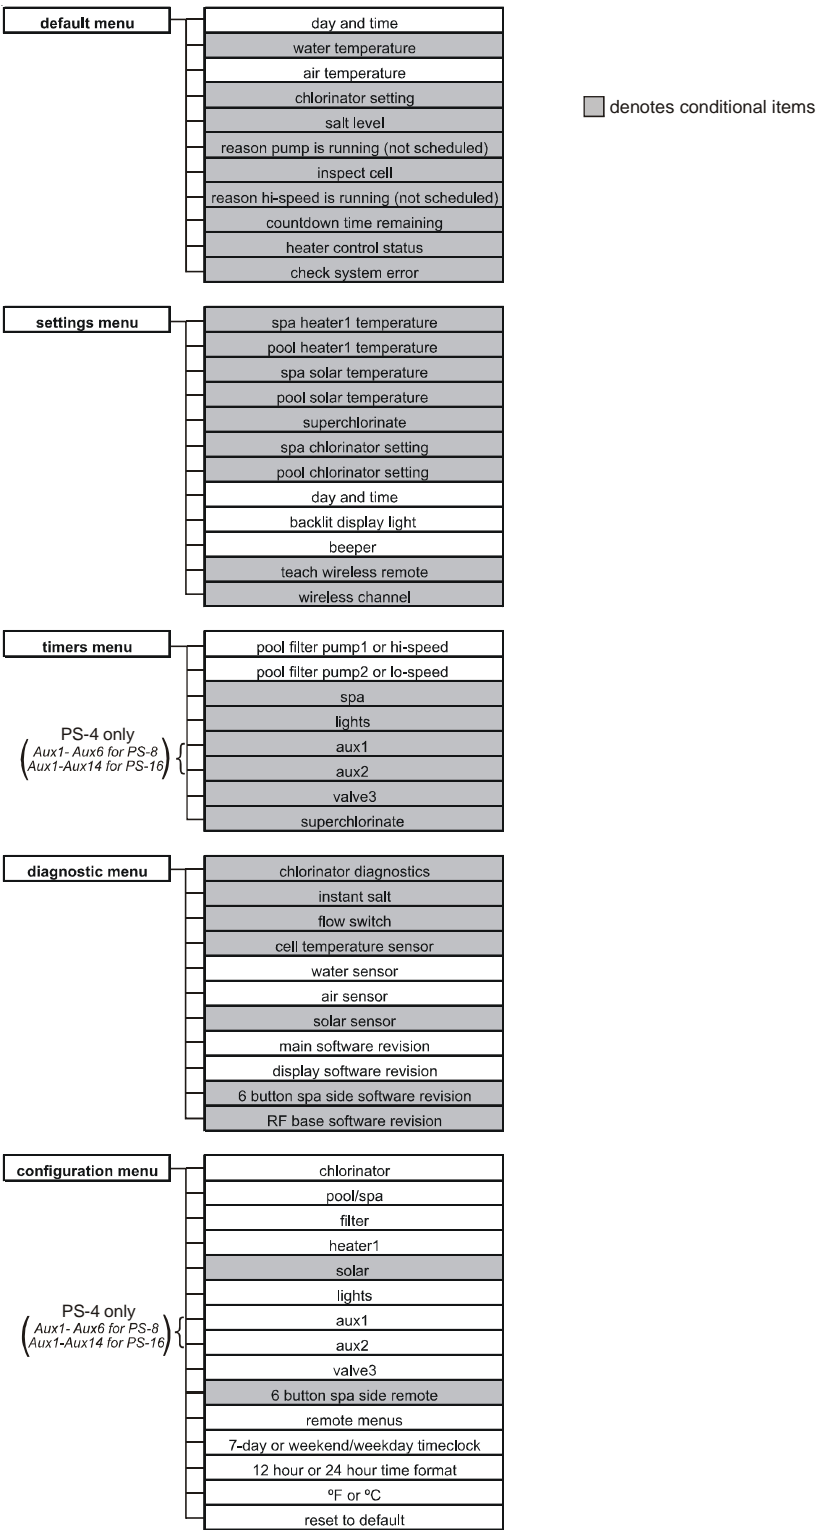 default menu
day and time
water temperature
air temperature
chlorinator setting
salt level
reason pump is running (not scheduled)
inspect cell
reason hi-speed is running (not scheduled)
countdown time remaining
heater control status
check system error
denotes conditional items
settings menu
spa heater1 temperature
pool heater1 temperature
spa solar temperature
pool solar temperature
superchlorinate
spa chlorinator setting
pool chlorinator setting
day and time
backlit display light
beeper
teach wireless remote
wireless channel
timers menu
pool filter pump1 or hi-speed
pool filter pump2 or lo-speed
spa
lights
PS-4 only
(Aux1- Aux6 for PS-8
Aux1-Aux14 for PS-16)
aux1
aux2
valve3
superchlorinate
diagnostic menu
chlorinator diagnostics
instant salt
flow switch
cell temperature sensor
water sensor
air sensor
solar sensor
main software revision
display software revision
6 button spa side software revision
RF base software revision
configuration menu
chlorinator
pool/spa
filter
heater1
solar
lights
PS-4 only
(Aux1- Aux6 for PS-8
Aux1-Aux14 for PS-16)
aux1
aux2
valve3
6 button spa side remote
remote menus
7-day or weekend/weekday timeclock
12 hour or 24 hour time format
ºF or ºC
reset to default